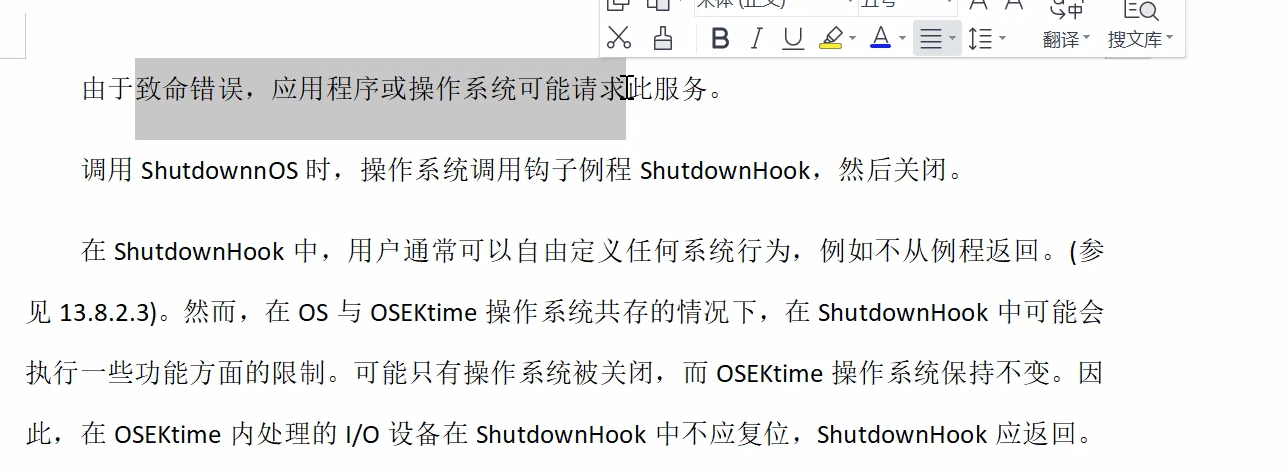 B I U A 翻译 搜文库
由于致命错误，应用程序或操作系统可能请求此服务。
调用 ShutdownnOS 时，操作系统调用钩子例程 ShutdownHook，然后关闭。
在 ShutdownHook 中，用户通常可以自由定义任何系统行为，例如不从例程返回。(参
见 13.8.2.3)。然而，在 OS 与 OSEKtime 操作系统共存的情况下，在 ShutdownHook 中可能会
执行一些功能方面的限制。可能只有操作系统被关闭，而 OSEKtime 操作系统保持不变。因
此，在 OSEKtime 内处理的 I/O 设备在 ShutdownHook 中不应复位，ShutdownHook 应返回。